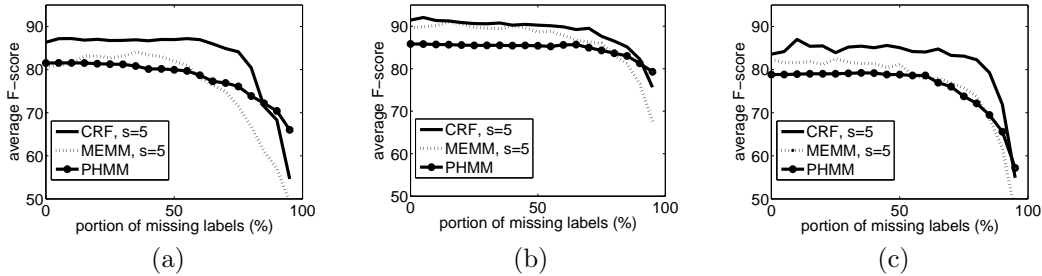 average F-score
90
80
70
60
50
0
50
100
CRF, s=5
MEMM, s=5
PHMM
portion of missing labels (%)
(a)
average F-score
90
80
70
60
50
0
50
100
CRF, s=5
MEMM, s=5
PHMM
portion of missing labels (%)
(b)
average F-score
90
80
70
60
50
0
50
100
CRF, s=5
MEMM, s=5
PHMM
portion of missing labels (%)
(c)